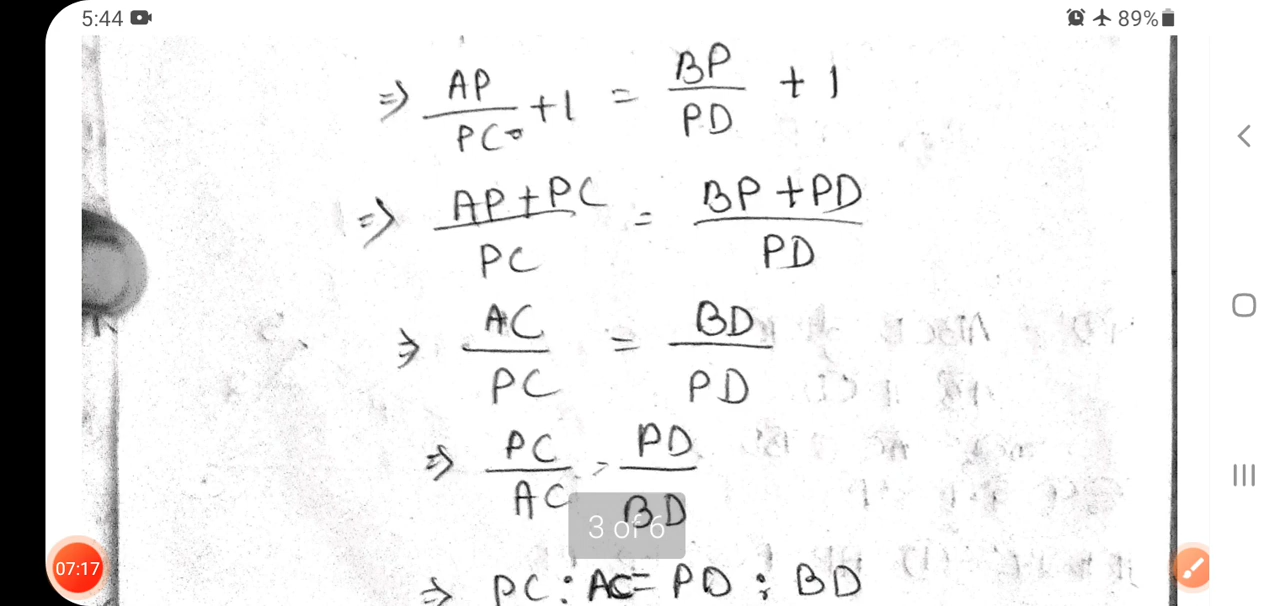 5:44 89%
⇒ AP/PC + 1 = BP/PD + 1
⇒ (AP + PC)/PC = (BP + PD)/PD
⇒ AC/PC = BD/PD
⇒ PC/AC = PD/BD
3 of 6
⇒ PC : AC = PD : BD
07:17